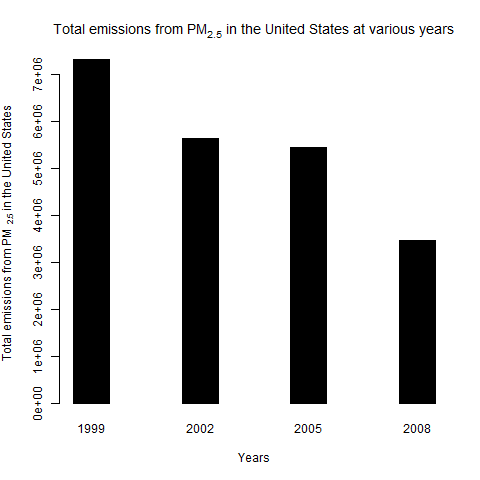 Total emissions from PM2.5 in the United States at various years
Total emissions from PM 2.5 in the United States
7e+06
6e+06
5e+06
4e+06
3e+06
2e+06
1e+06
0e+00
1999 2002 2005 2008
Years